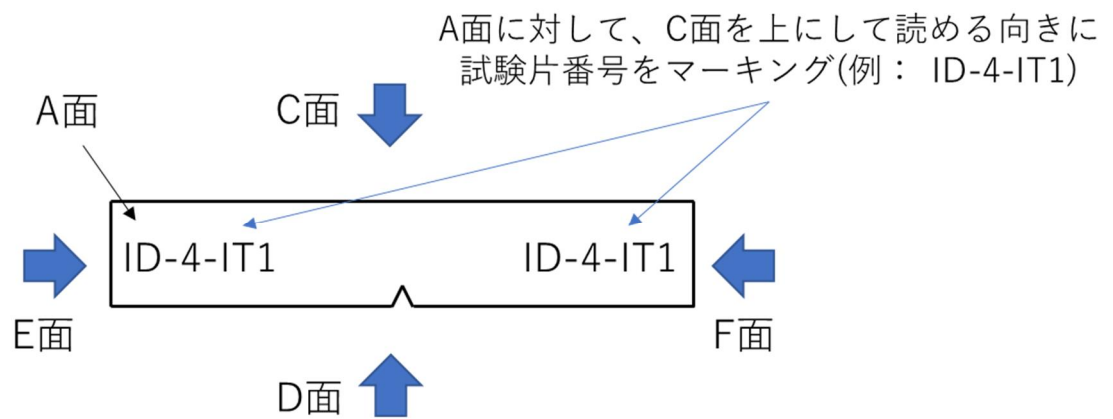 A面に対して、C面を上にして読める向きに
試験片番号をマーキング(例： ID-4-IT1)
A面
C面
ID-4-IT1
ID-4-IT1
E面
F面
D面